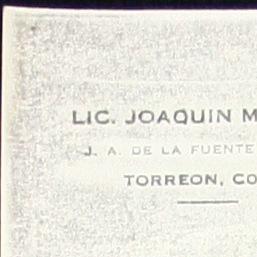 LIC. JOAQUIN M
J. A. DE LA FUENTE
TORREON, CO